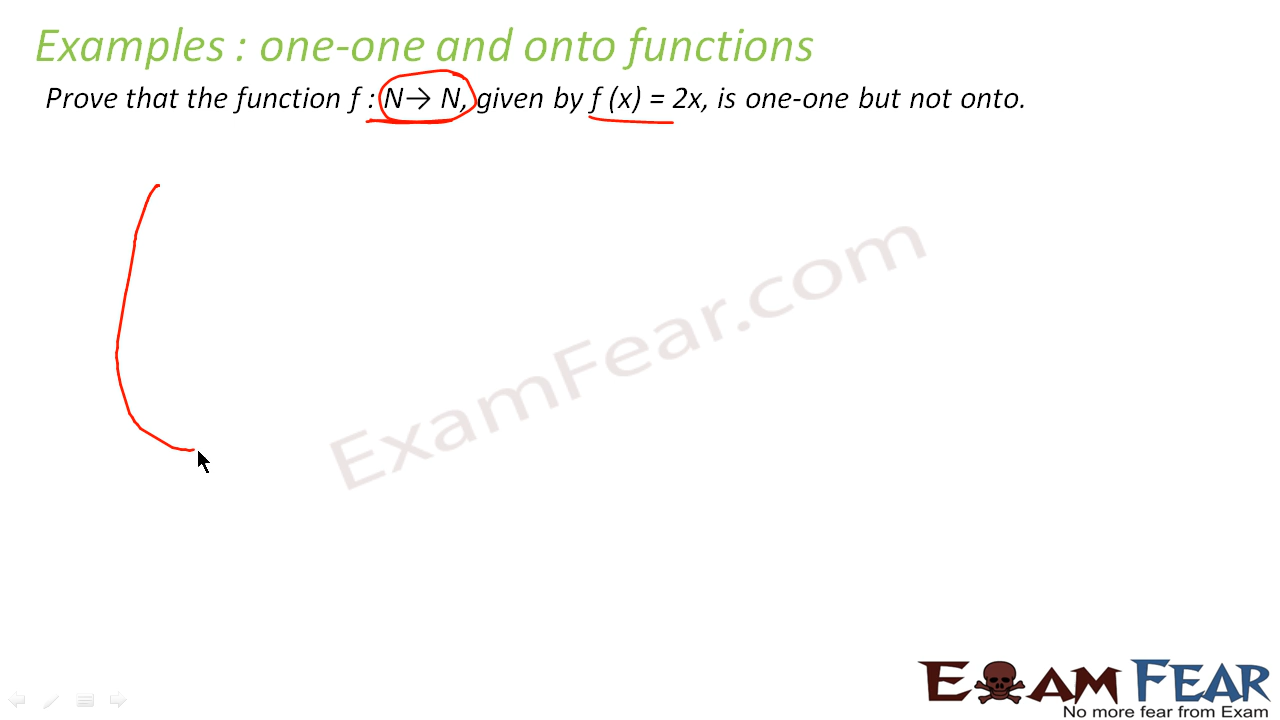 Examples : one-one and onto functions
Prove that the function f : N→ N, given by f (x) = 2x, is one-one but not onto.
ExamFear.com
EXAM FEAR
No more fear from Exam